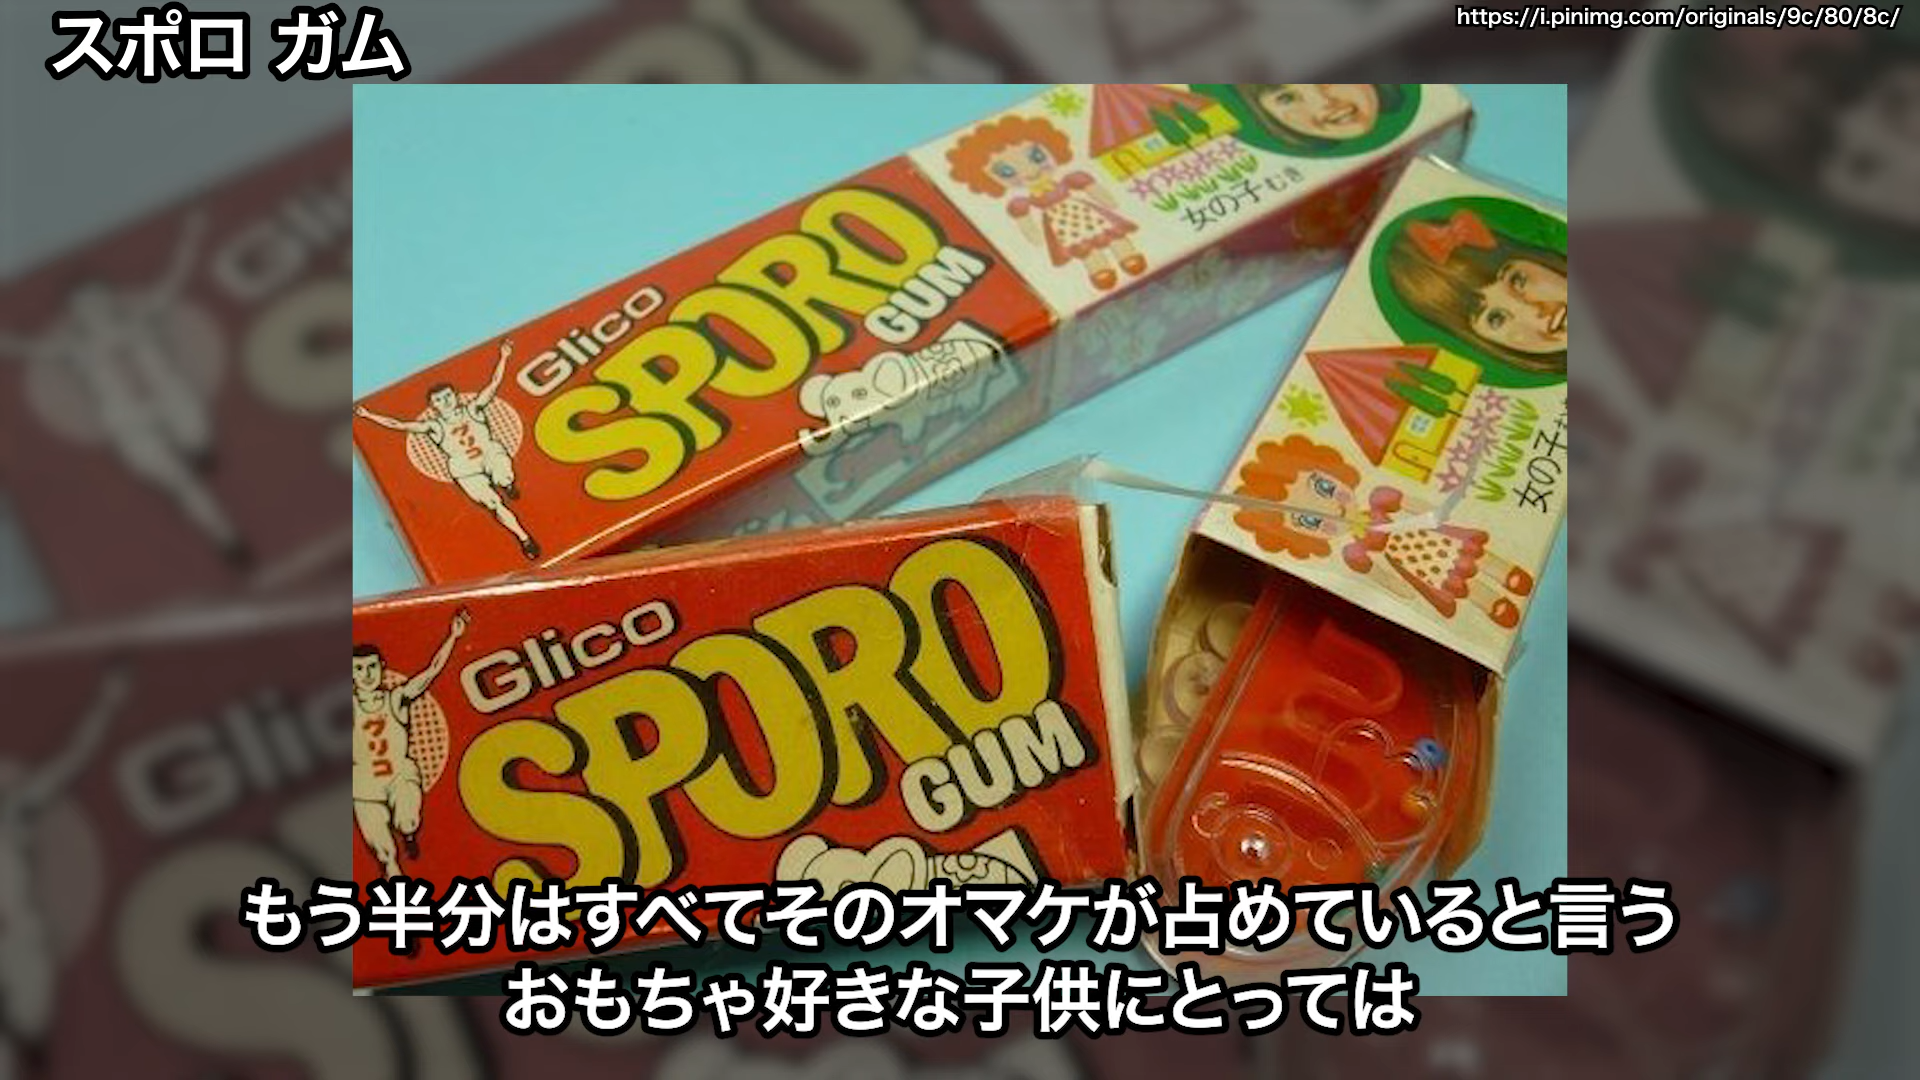 スポロ ガム
https://i.pinimg.com/originals/9c/80/8c/
Glico
SPORO
GUM
グリコ
女の子むき
Glico
SPORO
GUM
グリコ
女の子
もう半分はすべてそのオマケが占めていると言う
おもちゃ好きな子供にとっては